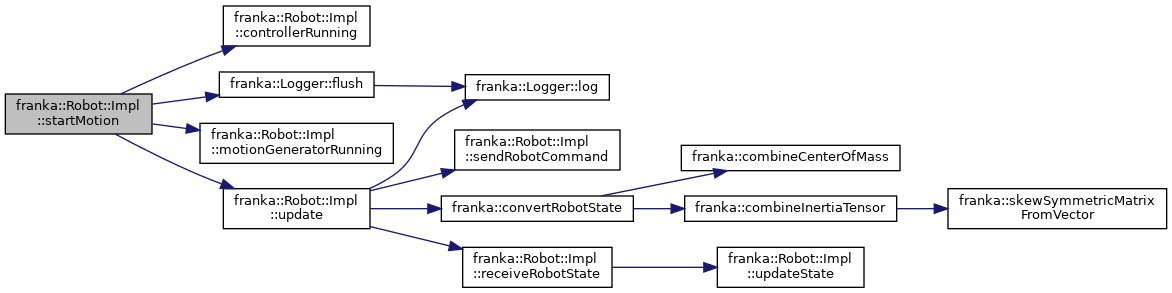 franka::Robot::Impl
::startMotion
franka::Robot::Impl
::controllerRunning
franka::Logger::flush
franka::Robot::Impl
::motionGeneratorRunning
franka::Robot::Impl
::update
franka::Logger::log
franka::Robot::Impl
::sendRobotCommand
franka::convertRobotState
franka::Robot::Impl
::receiveRobotState
franka::combineCenterOfMass
franka::combineInertiaTensor
franka::Robot::Impl
::updateState
franka::skewSymmetricMatrix
FromVector